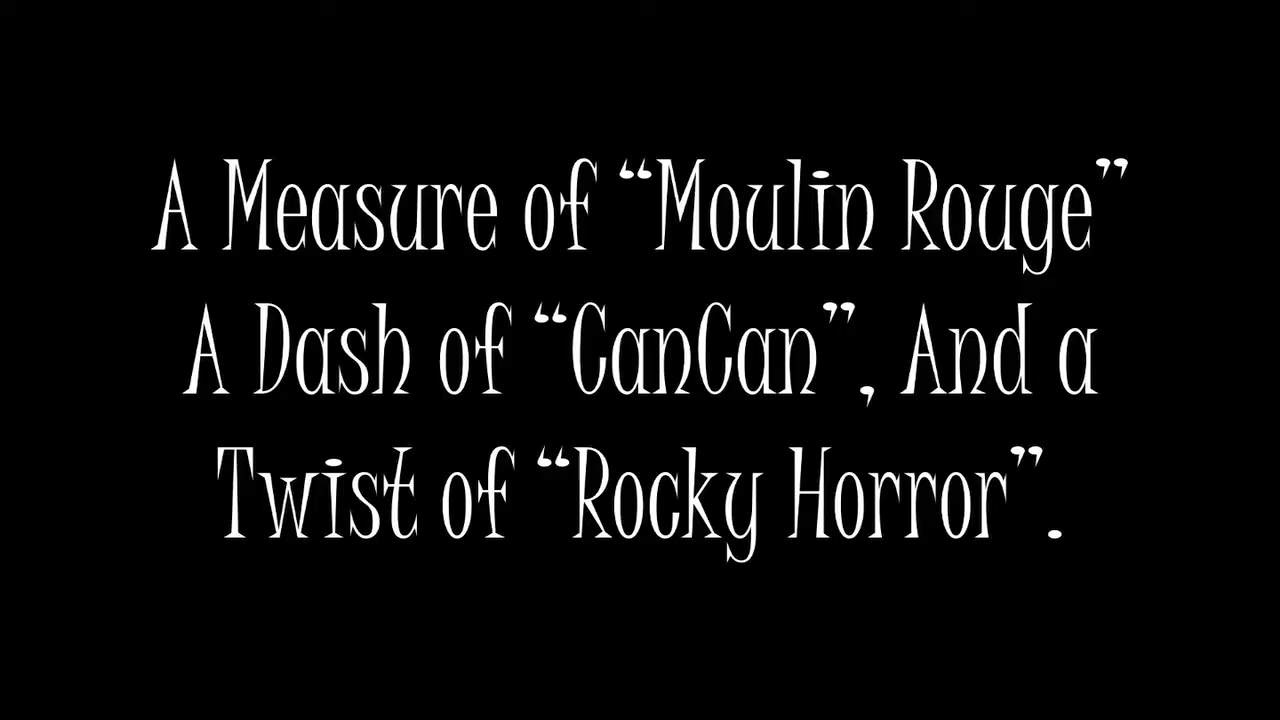 A Measure of “Moulin Rouge”
A Dash of “CanCan”, And a
Twist of “Rocky Horror”.